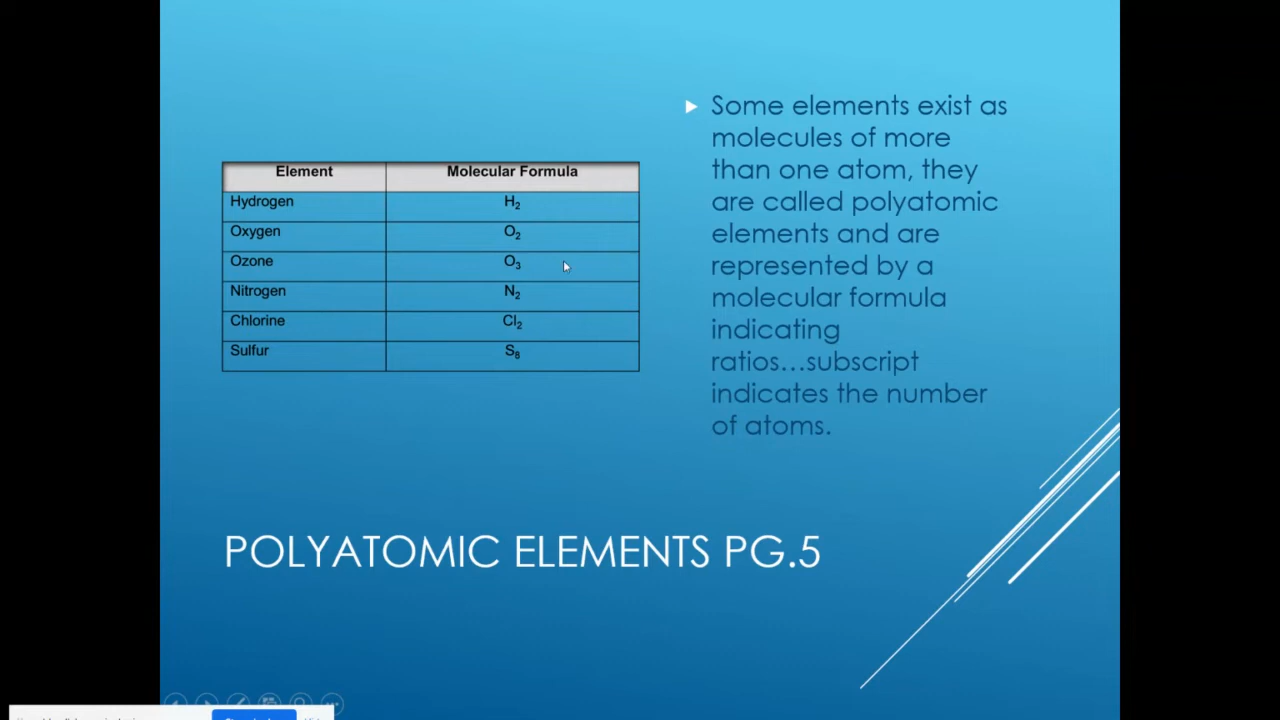 Element Molecular Formula
Hydrogen H₂
Oxygen O₂
Ozone O₃
Nitrogen N₂
Chlorine Cl₂
Sulfur S₈
Some elements exist as
molecules of more
than one atom, they
are called polyatomic
elements and are
represented by a
molecular formula
indicating
ratios...subscript
indicates the number
of atoms.
POLYATOMIC ELEMENTS PG.5